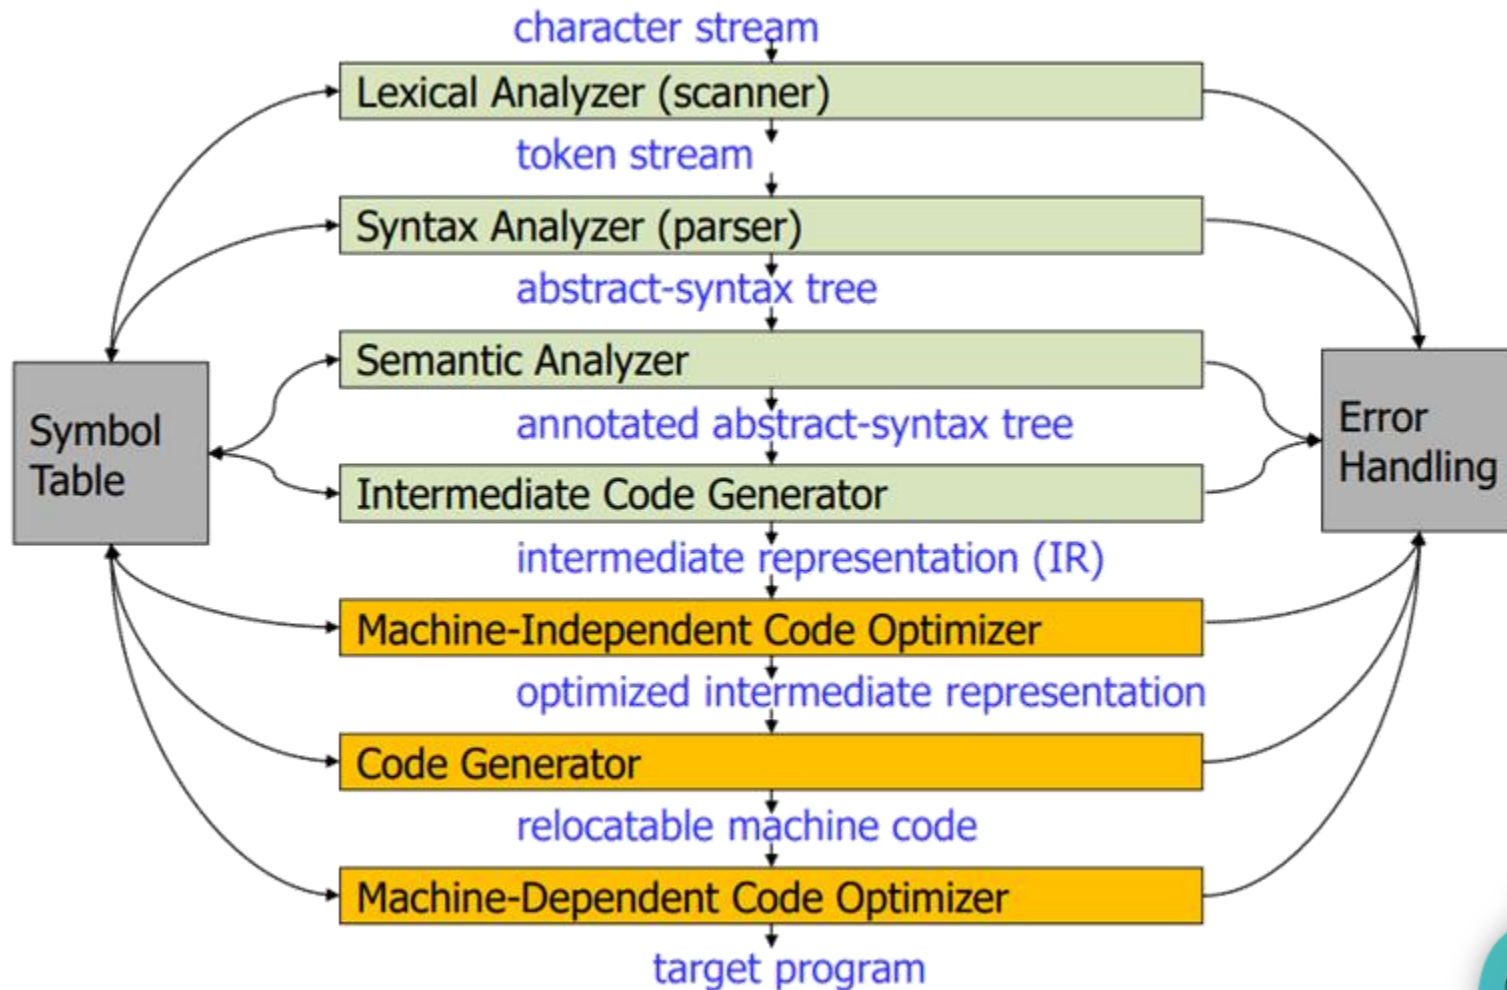 character stream
Lexical Analyzer (scanner)
token stream
Syntax Analyzer (parser)
abstract-syntax tree
Semantic Analyzer
annotated abstract-syntax tree
Symbol
Table
Error
Handling
Intermediate Code Generator
intermediate representation (IR)
Machine-Independent Code Optimizer
optimized intermediate representation
Code Generator
relocatable machine code
Machine-Dependent Code Optimizer
target program